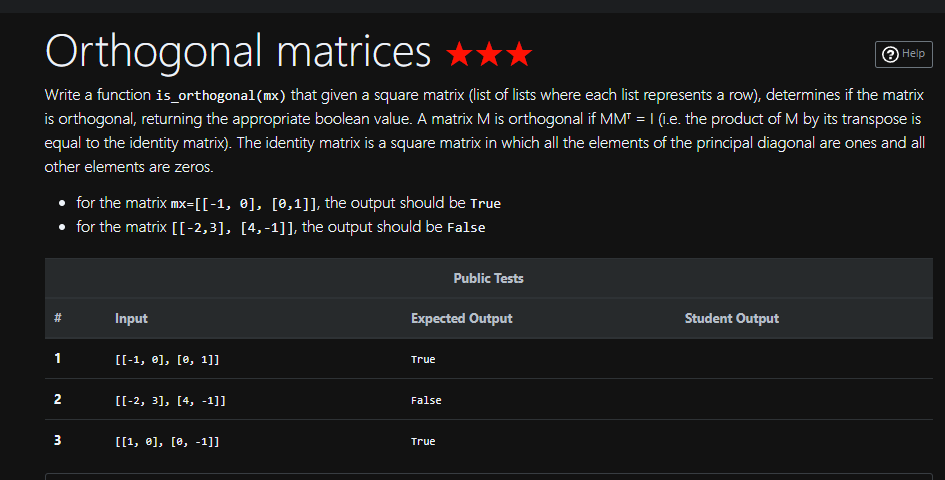 Orthogonal matrices ★★★
Help
Write a function is_orthogonal(mx) that given a square matrix (list of lists where each list represents a row), determines if the matrix
is orthogonal, returning the appropriate boolean value. A matrix M is orthogonal if MMᵀ = I (i.e. the product of M by its transpose is
equal to the identity matrix). The identity matrix is a square matrix in which all the elements of the principal diagonal are ones and all
other elements are zeros.
• for the matrix mx=[[-1, 0], [0,1]], the output should be True
• for the matrix [[-2,3], [4,-1]], the output should be False
Public Tests
# Input Expected Output Student Output
1 [[-1, 0], [0, 1]] True
2 [[-2, 3], [4, -1]] False
3 [[1, 0], [0, -1]] True